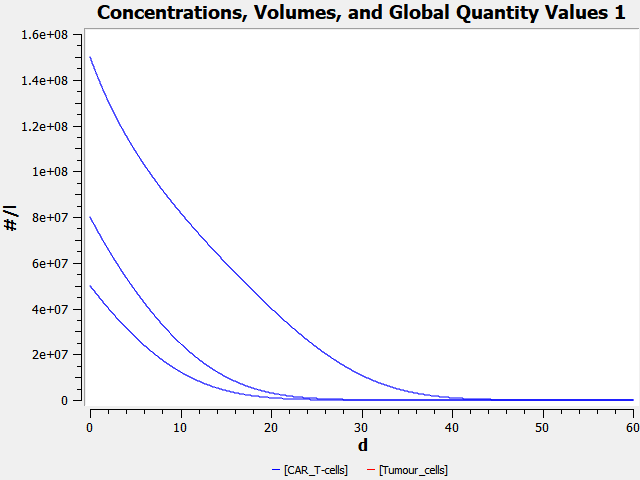 Concentrations, Volumes, and Global Quantity Values 1
1.6e+08
1.4e+08
1.2e+08
1e+08
8e+07
6e+07
4e+07
2e+07
0
#/l
0 10 20 30 40 50 60
d
[CAR_T-cells] [Tumour_cells]